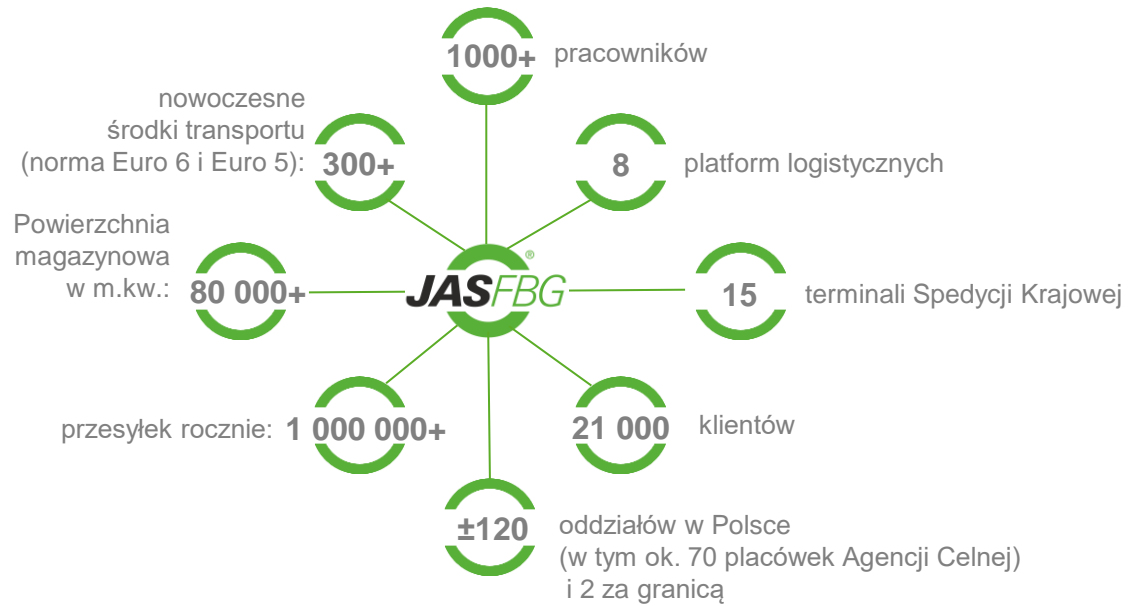 1000+ pracowników
nowoczesne
środki transportu
(norma Euro 6 i Euro 5): 300+
8 platform logistycznych
Powierzchnia
magazynowa
w m.kw.: 80 000+
JASFBG®
15 terminali Spedycji Krajowej
przesyłek rocznie: 1 000 000+
21 000 klientów
±120 oddziałów w Polsce
(w tym ok. 70 placówek Agencji Celnej)
i 2 za granicą